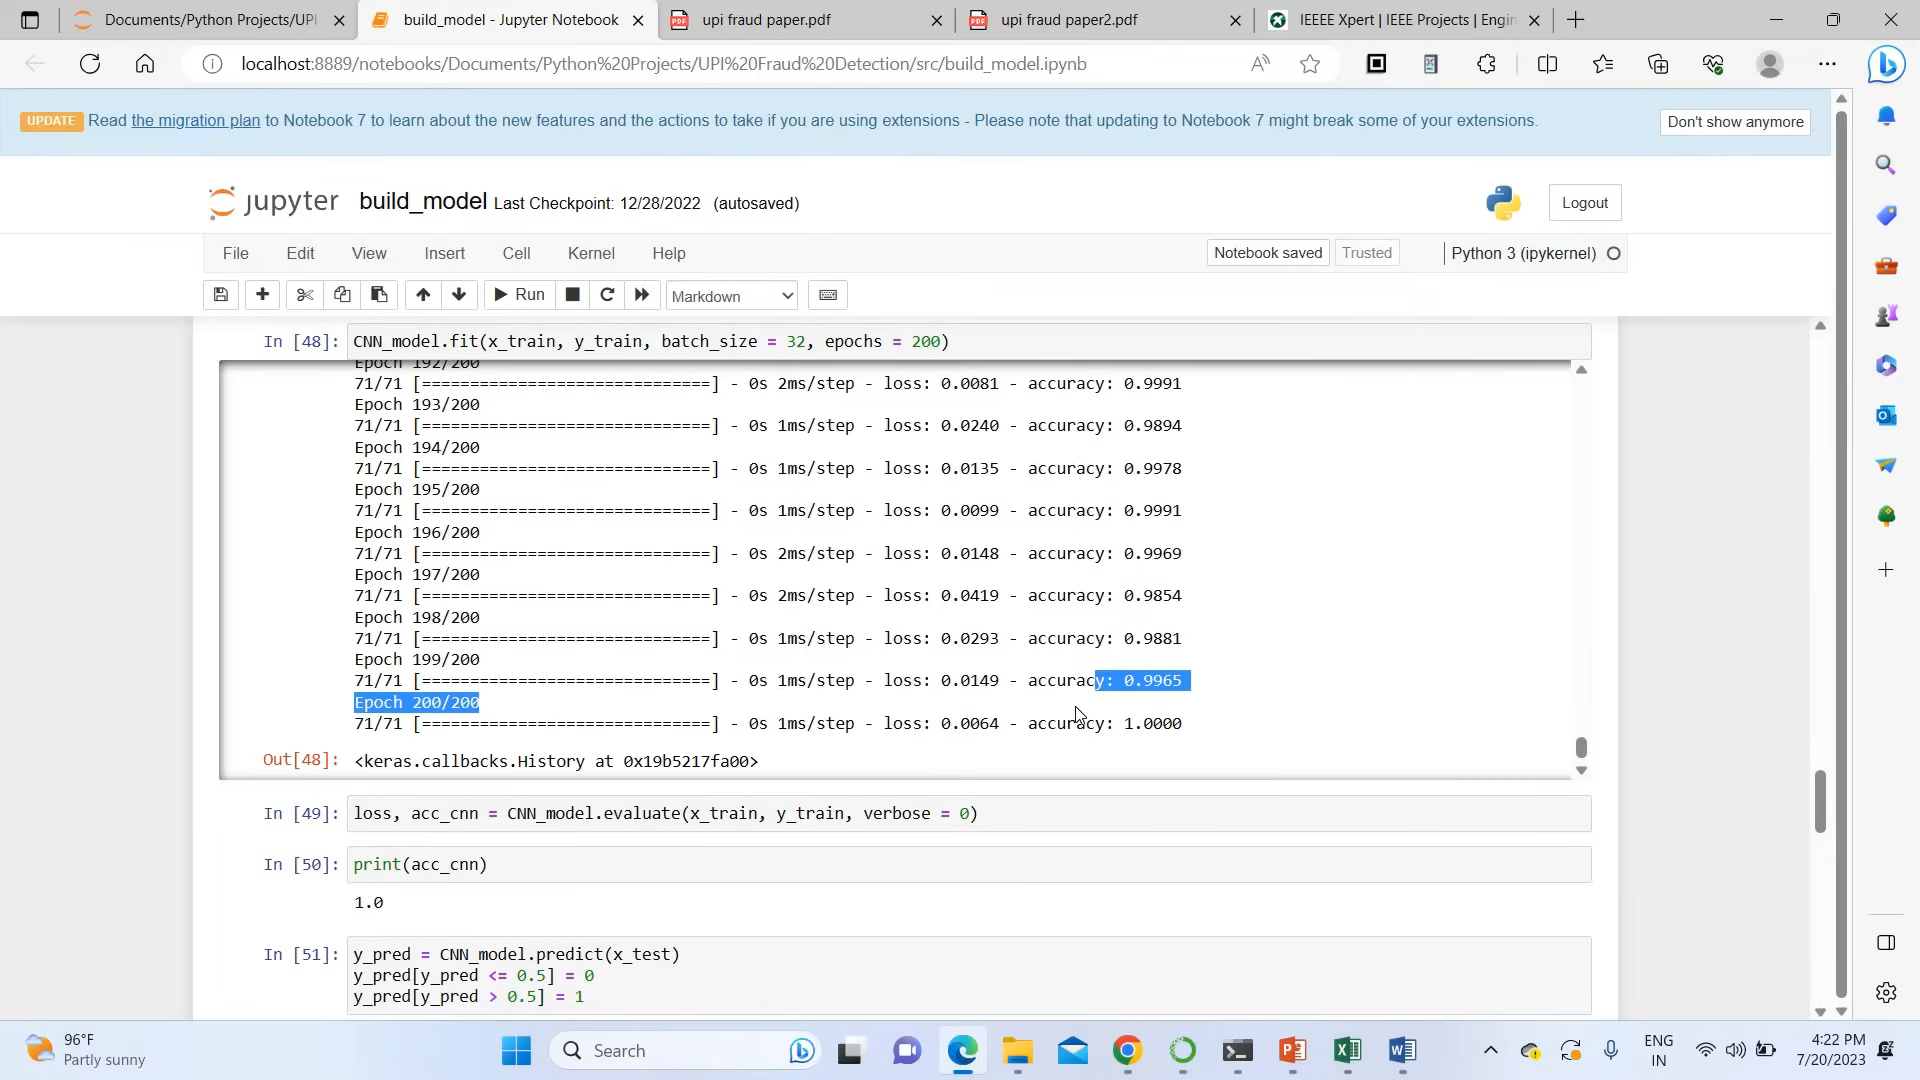 Documents/Python Projects/UPI
build_model - Jupyter Notebook
upi fraud paper.pdf
upi fraud paper2.pdf
IEEEE Xpert | IEEE Projects | Engin
localhost:8889/notebooks/Documents/Python%20Projects/UPI%20Fraud%20Detection/src/build_model.ipynb
UPDATE Read the migration plan to Notebook 7 to learn about the new features and the actions to take if you are using extensions - Please note that updating to Notebook 7 might break some of your extensions.
Don't show anymore
jupyter build_model Last Checkpoint: 12/28/2022 (autosaved)
Logout
File Edit View Insert Cell Kernel Help
Notebook saved Trusted Python 3 (ipykernel)
Run Markdown
In [48]: CNN_model.fit(x_train, y_train, batch_size = 32, epochs = 200)
Epoch 192/200
71/71 [==============================] - 0s 2ms/step - loss: 0.0081 - accuracy: 0.9991
Epoch 193/200
71/71 [==============================] - 0s 1ms/step - loss: 0.0240 - accuracy: 0.9894
Epoch 194/200
71/71 [==============================] - 0s 1ms/step - loss: 0.0135 - accuracy: 0.9978
Epoch 195/200
71/71 [==============================] - 0s 1ms/step - loss: 0.0099 - accuracy: 0.9991
Epoch 196/200
71/71 [==============================] - 0s 2ms/step - loss: 0.0148 - accuracy: 0.9969
Epoch 197/200
71/71 [==============================] - 0s 2ms/step - loss: 0.0419 - accuracy: 0.9854
Epoch 198/200
71/71 [==============================] - 0s 1ms/step - loss: 0.0293 - accuracy: 0.9881
Epoch 199/200
71/71 [==============================] - 0s 1ms/step - loss: 0.0149 - accuracy: 0.9965
Epoch 200/200
71/71 [==============================] - 0s 1ms/step - loss: 0.0064 - accuracy: 1.0000
Out[48]: <keras.callbacks.History at 0x19b5217fa00>
In [49]: loss, acc_cnn = CNN_model.evaluate(x_train, y_train, verbose = 0)
In [50]: print(acc_cnn)
1.0
In [51]: y_pred = CNN_model.predict(x_test)
y_pred[y_pred <= 0.5] = 0
y_pred[y_pred > 0.5] = 1
96°F
Partly sunny
Search
ENG
IN
4:22 PM
7/20/2023